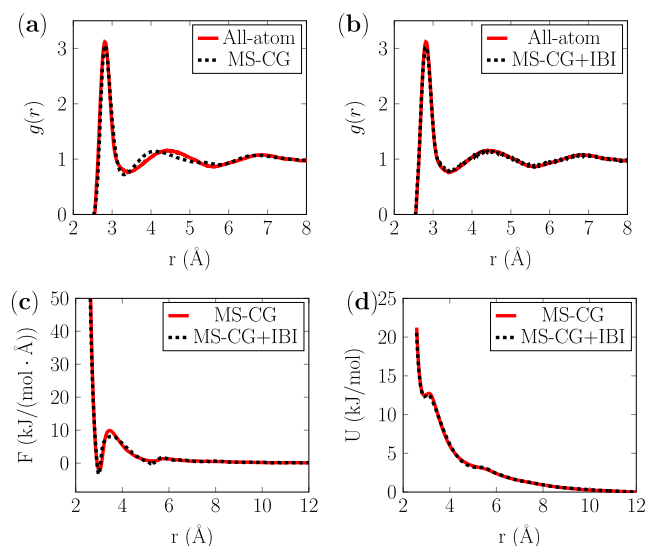 (a)
All-atom
MS-CG
g(r)
3
2
1
0
2 3 4 5 6 7 8
r (Å)
(b)
All-atom
MS-CG+IBI
g(r)
3
2
1
0
2 3 4 5 6 7 8
r (Å)
(c)
MS-CG
MS-CG+IBI
F (kJ/(mol · Å))
50
40
30
20
10
0
2 4 6 8 10 12
r (Å)
(d)
MS-CG
MS-CG+IBI
U (kJ/mol)
25
20
15
10
5
0
2 4 6 8 10 12
r (Å)